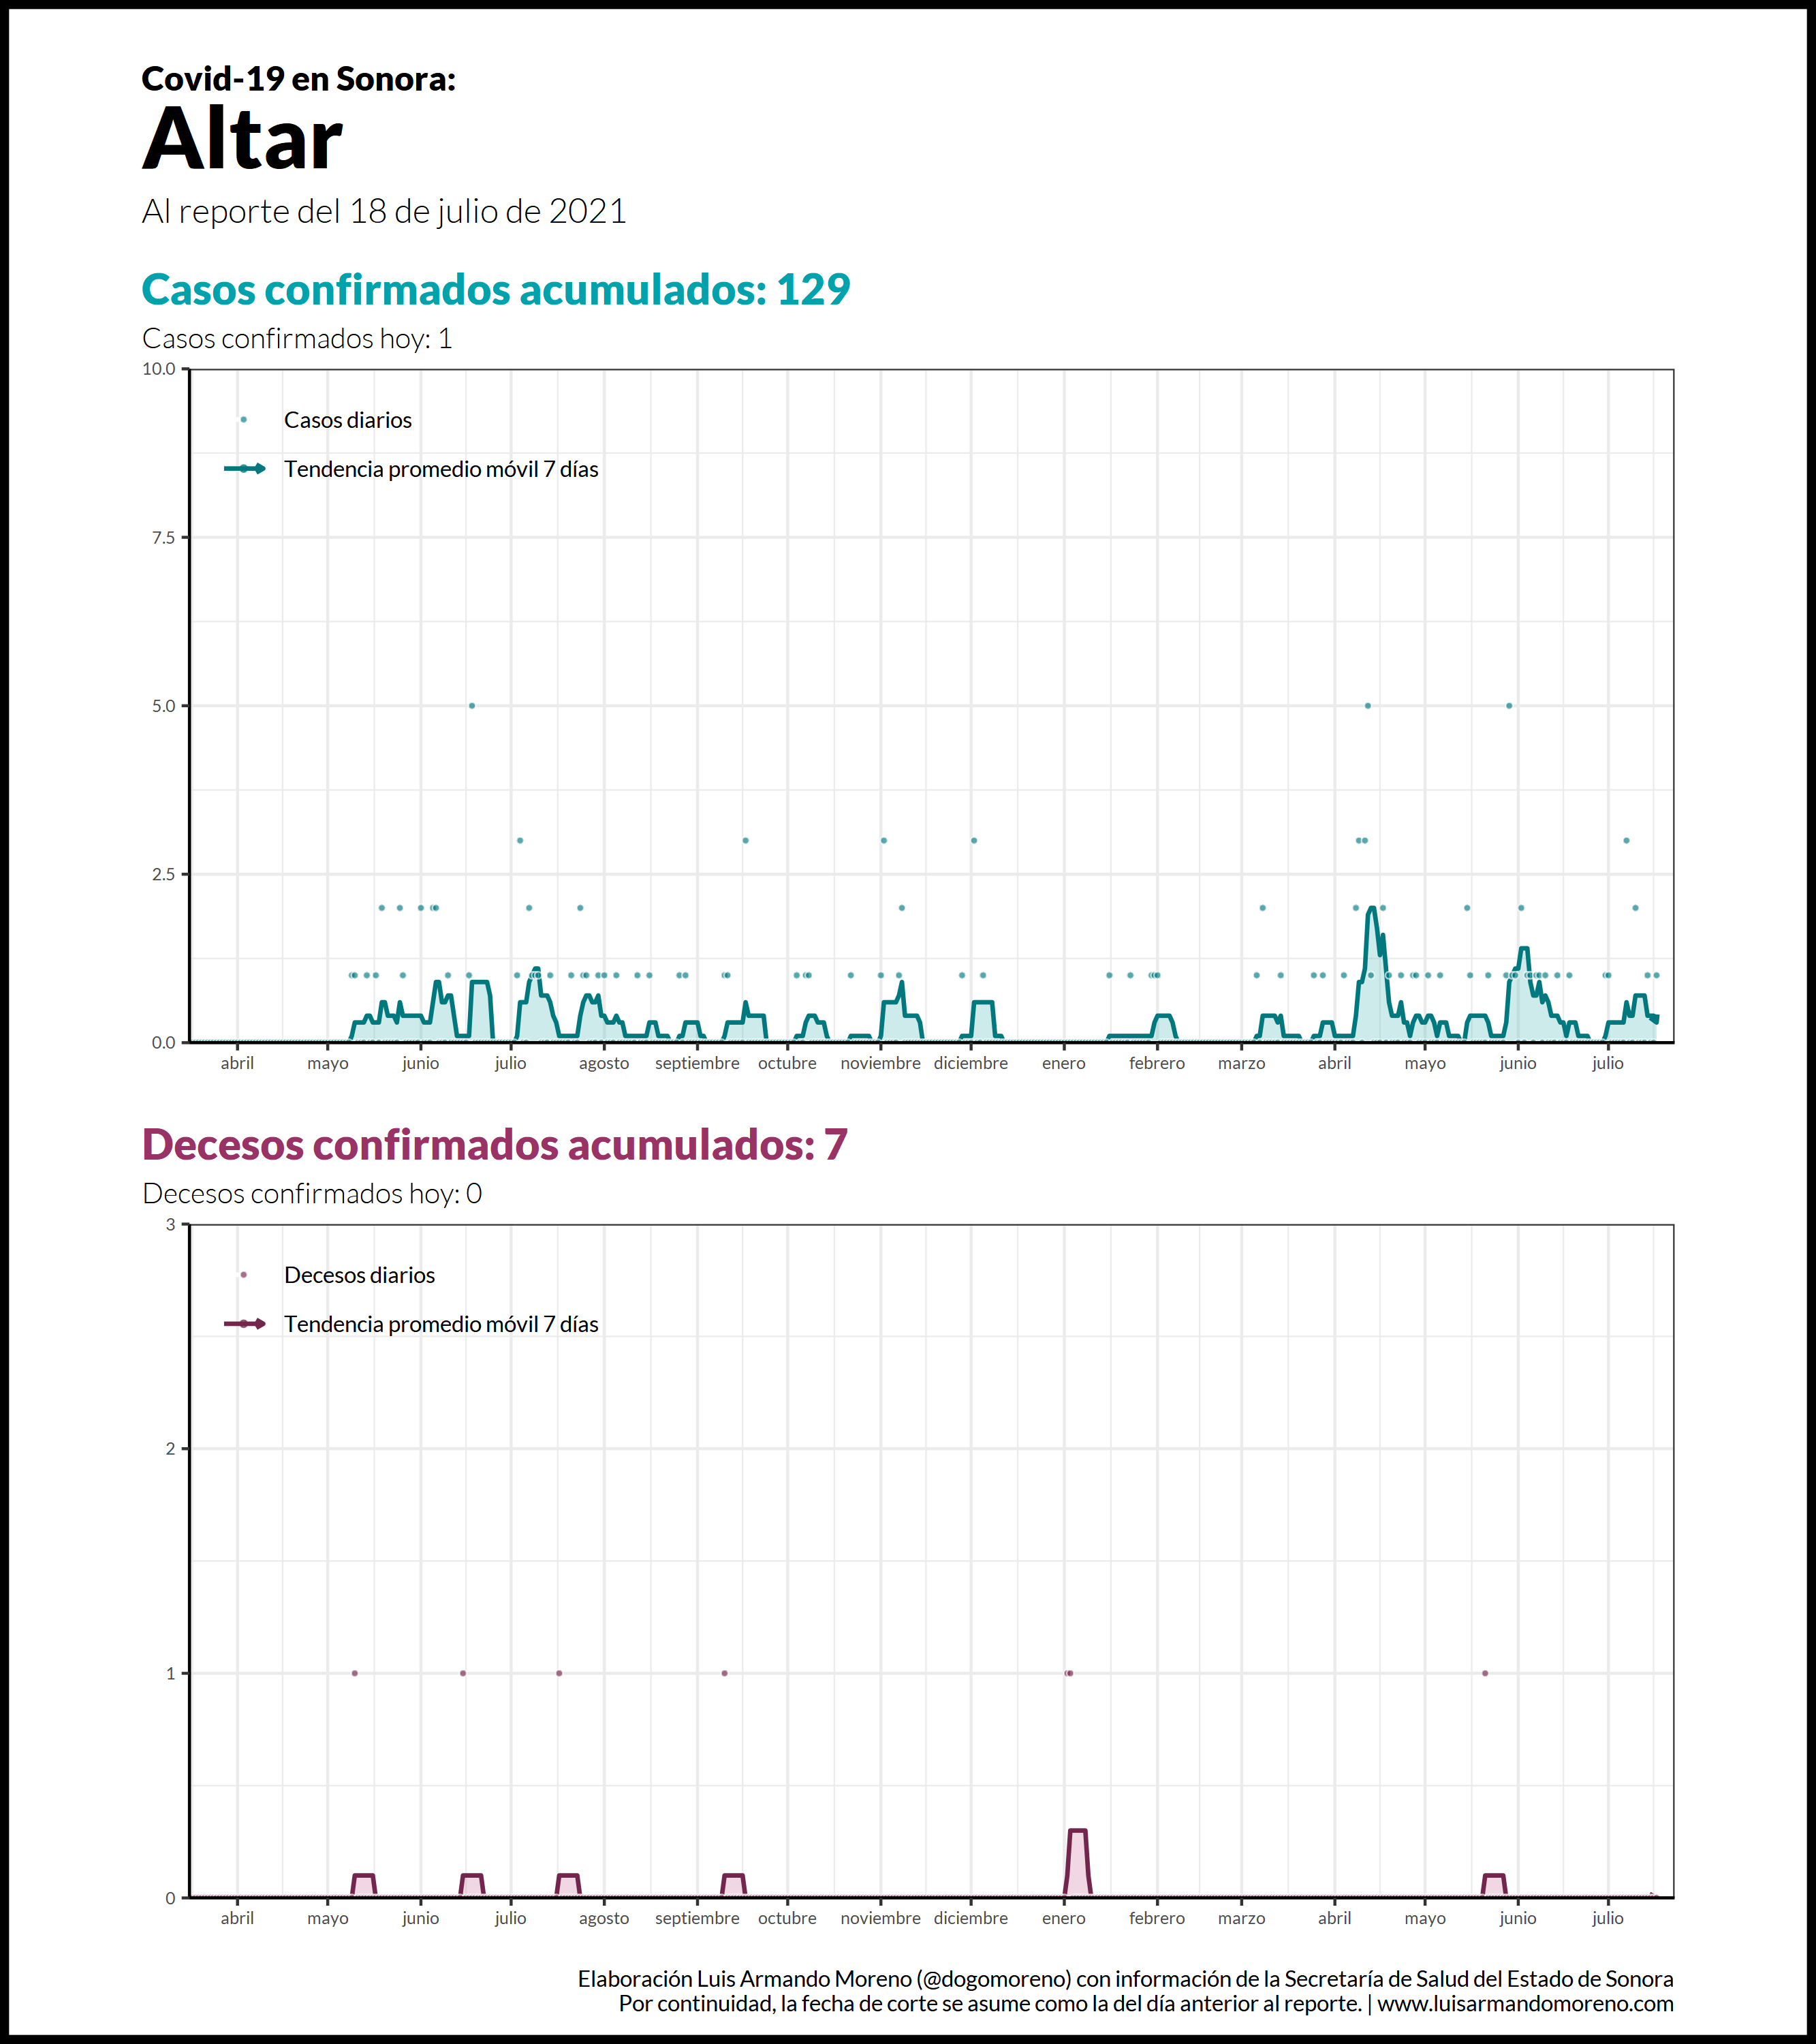 Covid-19 en Sonora:
Altar
Al reporte del 18 de julio de 2021
Casos confirmados acumulados: 129
Casos confirmados hoy: 1
10.0
Casos diarios
Tendencia promedio móvil 7 días
7.5
5.0
2.5
0.0
abril mayo junio julio agosto septiembre octubre noviembre diciembre enero febrero marzo abril mayo junio julio
Decesos confirmados acumulados: 7
Decesos confirmados hoy: 0
3
Decesos diarios
Tendencia promedio móvil 7 días
2
1
0
abril mayo junio julio agosto septiembre octubre noviembre diciembre enero febrero marzo abril mayo junio julio
Elaboración Luis Armando Moreno (@dogomoreno) con información de la Secretaría de Salud del Estado de Sonora
Por continuidad, la fecha de corte se asume como la del día anterior al reporte. | www.luisarmandomoreno.com